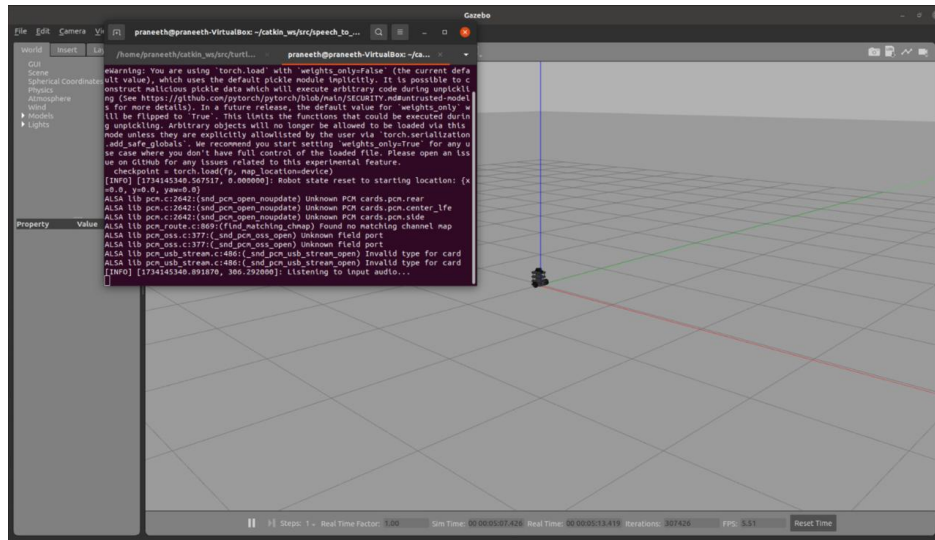 Gazebo
File Edit Camera
World Insert
GUI
Scene
Spherical Coordinates
Physics
Atmosphere
Wind
Models
Lights
Property Value
praneeth@praneeth-VirtualBox: ~/catkin_ws/src/speech_to_...
/home/praneeth/catkin_ws/src/turtl...
praneeth@praneeth-VirtualBox: ~/ca...
eWarning: You are using `torch.load` with `weights_only=False` (the current defa
ult value), which uses the default pickle module implicitly. It is possible to c
onstruct malicious pickle data which will execute arbitrary code during unpickli
ng (See https://github.com/pytorch/pytorch/blob/main/SECURITY.md#untrusted-model
s for more details). In a future release, the default value for `weights_only` w
ill be flipped to `True`. This limits the functions that could be executed durin
g unpickling. Arbitrary objects will no longer be allowed to be loaded via this
mode unless they are explicitly allowlisted by the user via `torch.serialization
.add_safe_globals`. We recommend you start setting `weights_only=True` for any u
se case where you don't have full control of the loaded file. Please open an iss
ue on GitHub for any issues related to this experimental feature.
checkpoint = torch.load(fp, map_location=device)
[INFO] [1734145340.567517, 0.000000]: Robot state reset to starting location: {x
=0.0, y=0.0, yaw=0.0}
ALSA lib pcm.c:2642:(snd_pcm_open_noupdate) Unknown PCM cards.pcm.rear
ALSA lib pcm.c:2642:(snd_pcm_open_noupdate) Unknown PCM cards.pcm.center_lfe
ALSA lib pcm.c:2642:(snd_pcm_open_noupdate) Unknown PCM cards.pcm.side
ALSA lib pcm_route.c:869:(find_matching_chmap) Found no matching channel map
ALSA lib pcm_oss.c:377:(_snd_pcm_oss_open) Unknown field port
ALSA lib pcm_oss.c:377:(_snd_pcm_oss_open) Unknown field port
ALSA lib pcm_usb_stream.c:486:(_snd_pcm_usb_stream_open) Invalid type for card
ALSA lib pcm_usb_stream.c:486:(_snd_pcm_usb_stream_open) Invalid type for card
[INFO] [1734145340.891870, 306.292000]: Listening to input audio...
Steps: 1 Real Time Factor: 1.00 Sim Time: 00 00:05:07.426 Real Time: 00 00:05:13.419 Iterations: 307426 FPS: 5.51 Reset Time